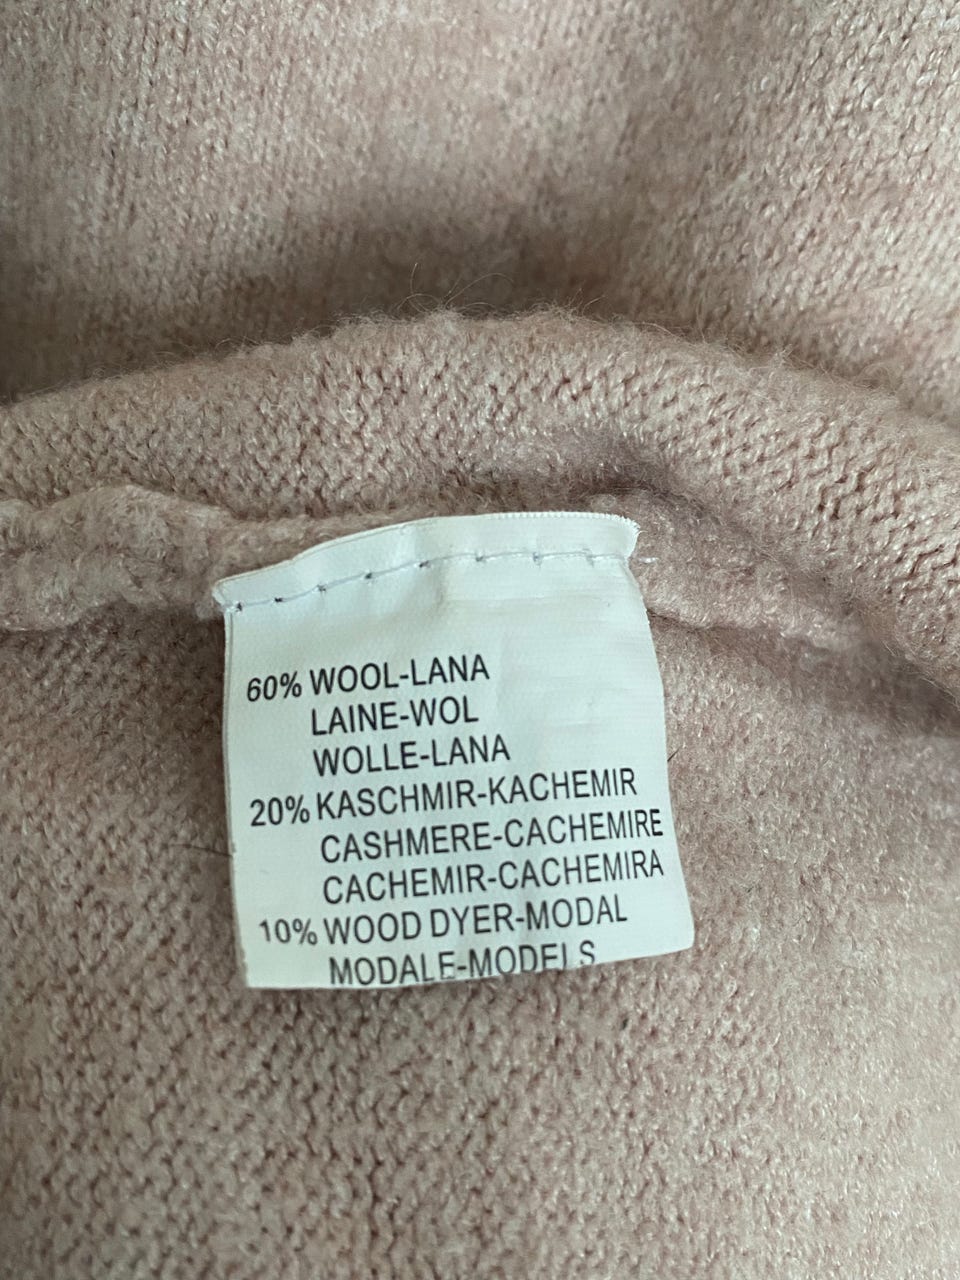 60% WOOL-LANA
LAINE-WOL
WOLLE-LANA
20% KASCHMIR-KACHEMIR
CASHMERE-CACHEMIRE
CACHEMIR-CACHEMIRA
10% WOOD DYER-MODAL
MODALE-MODELS